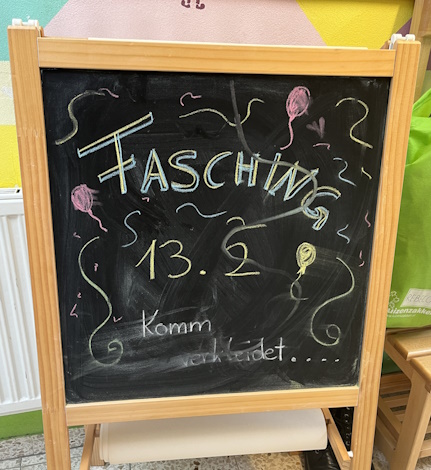 FASCHING
13.2
Komm
verkleidet....